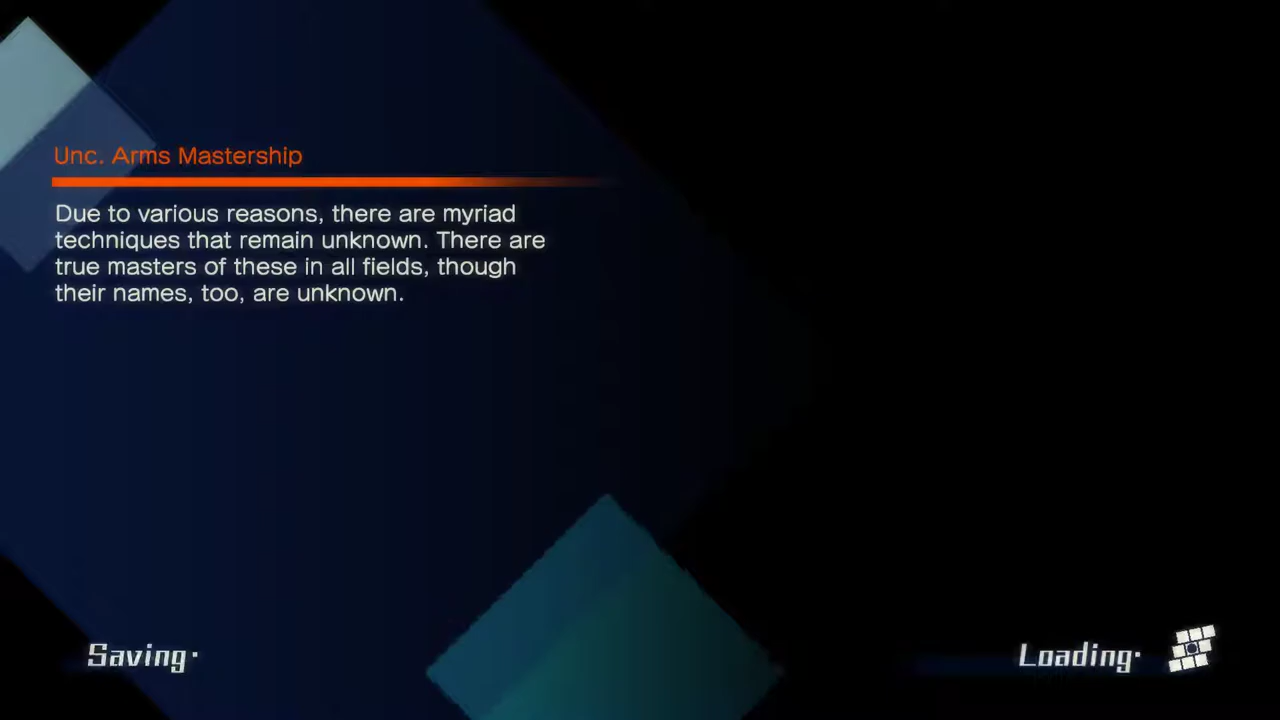 Unc. Arms Mastership
Due to various reasons, there are myriad
techniques that remain unknown. There are
true masters of these in all fields, though
their names, too, are unknown.
Saving·
Loading·